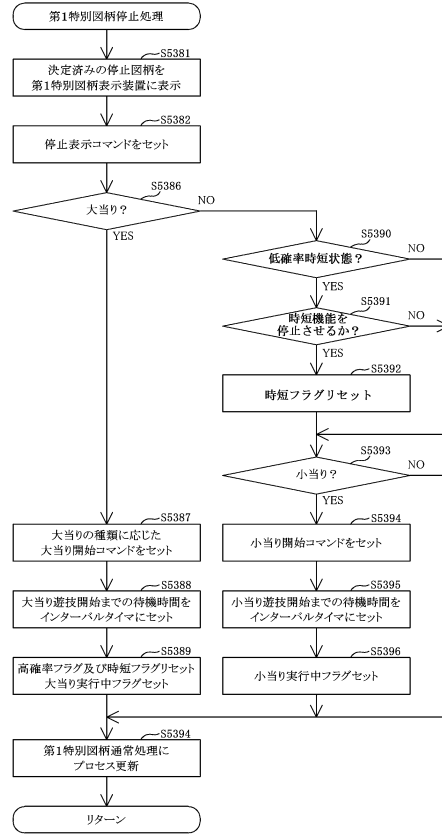 第1特別図柄停止処理
S5381
決定済みの停止図柄を
第1特別図柄表示装置に表示
S5382
停止表示コマンドをセット
S5386
大当り？
NO
YES
S5390
低確率時短状態？
NO
YES
S5391
時短機能を
停止させるか？
NO
YES
S5392
時短フラグリセット
S5393
小当り？
NO
YES
S5387
大当りの種類に応じた
大当り開始コマンドをセット
S5394
小当り開始コマンドをセット
S5388
大当り遊技開始までの待機時間を
インターバルタイマにセット
S5395
小当り遊技開始までの待機時間を
インターバルタイマにセット
S5389
高確率フラグ及び時短フラグリセット
大当り実行中フラグセット
S5396
小当り実行中フラグセット
S5394
第1特別図柄通常処理に
プロセス更新
リターン